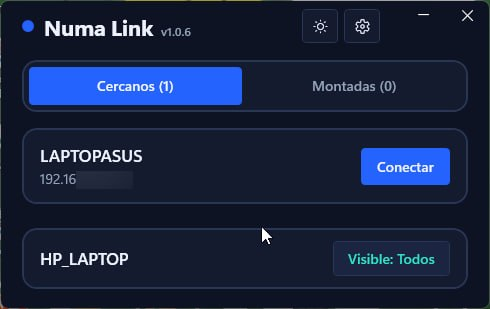 Numa Link v1.0.6
Cercanos (1) Montadas (0)
LAPTOPASUS
192.16
Conectar
HP_LAPTOP
Visible: Todos